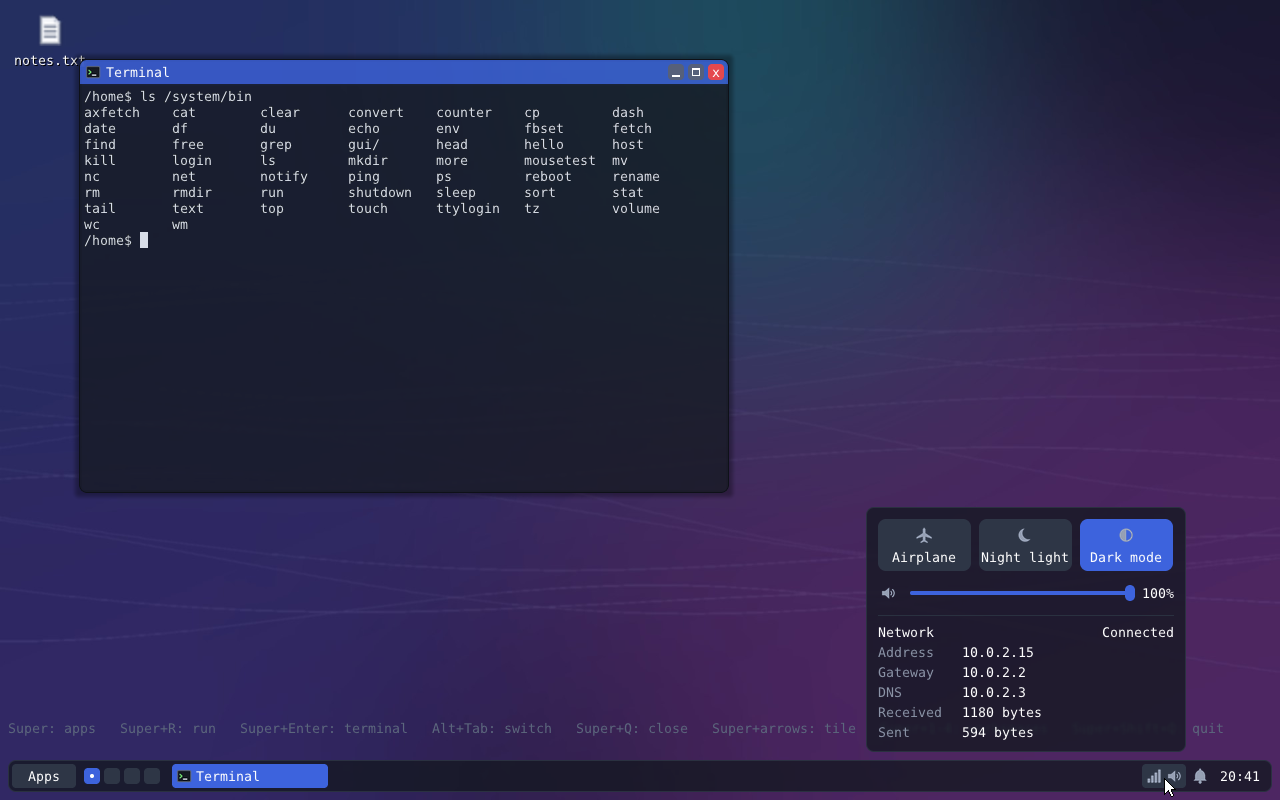 notes.txt
Terminal
/home$ ls /system/bin
axfetch cat clear convert counter cp dash
date df du echo env fbset fetch
find free grep gui/ head hello host
kill login ls mkdir more mousetest mv
nc net notify ping ps reboot rename
rm rmdir run shutdown sleep sort stat
tail text top touch ttylogin tz volume
wc wm
/home$
Airplane Night light Dark mode
100%
Network Connected
Address 10.0.2.15
Gateway 10.0.2.2
DNS 10.0.2.3
Received 1180 bytes
Sent 594 bytes
Super: apps Super+R: run Super+Enter: terminal Alt+Tab: switch Super+Q: close Super+arrows: tile quit
Apps Terminal 20:41